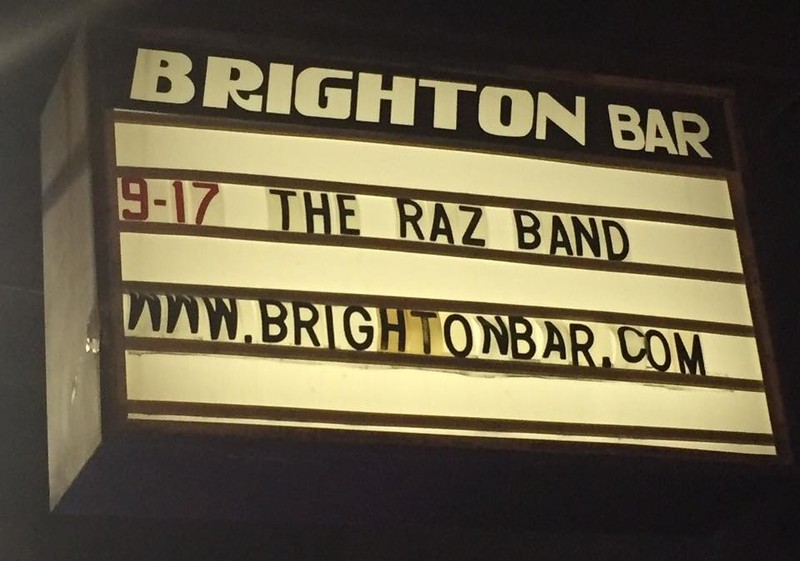 BRIGHTON BAR
9-17 THE RAZ BAND
WWW.BRIGHTONBAR.COM